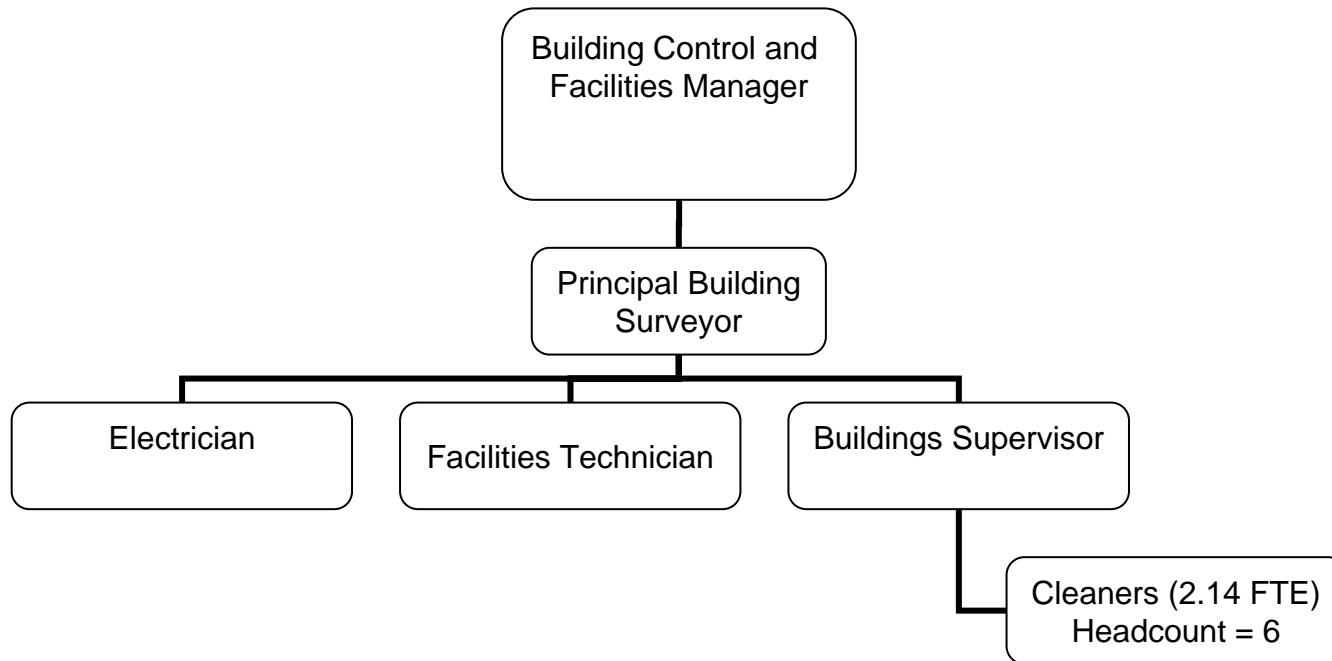 Building Control and
Facilities Manager
Principal Building
Surveyor
Electrician
Facilities Technician
Buildings Supervisor
Cleaners (2.14 FTE)
Headcount = 6